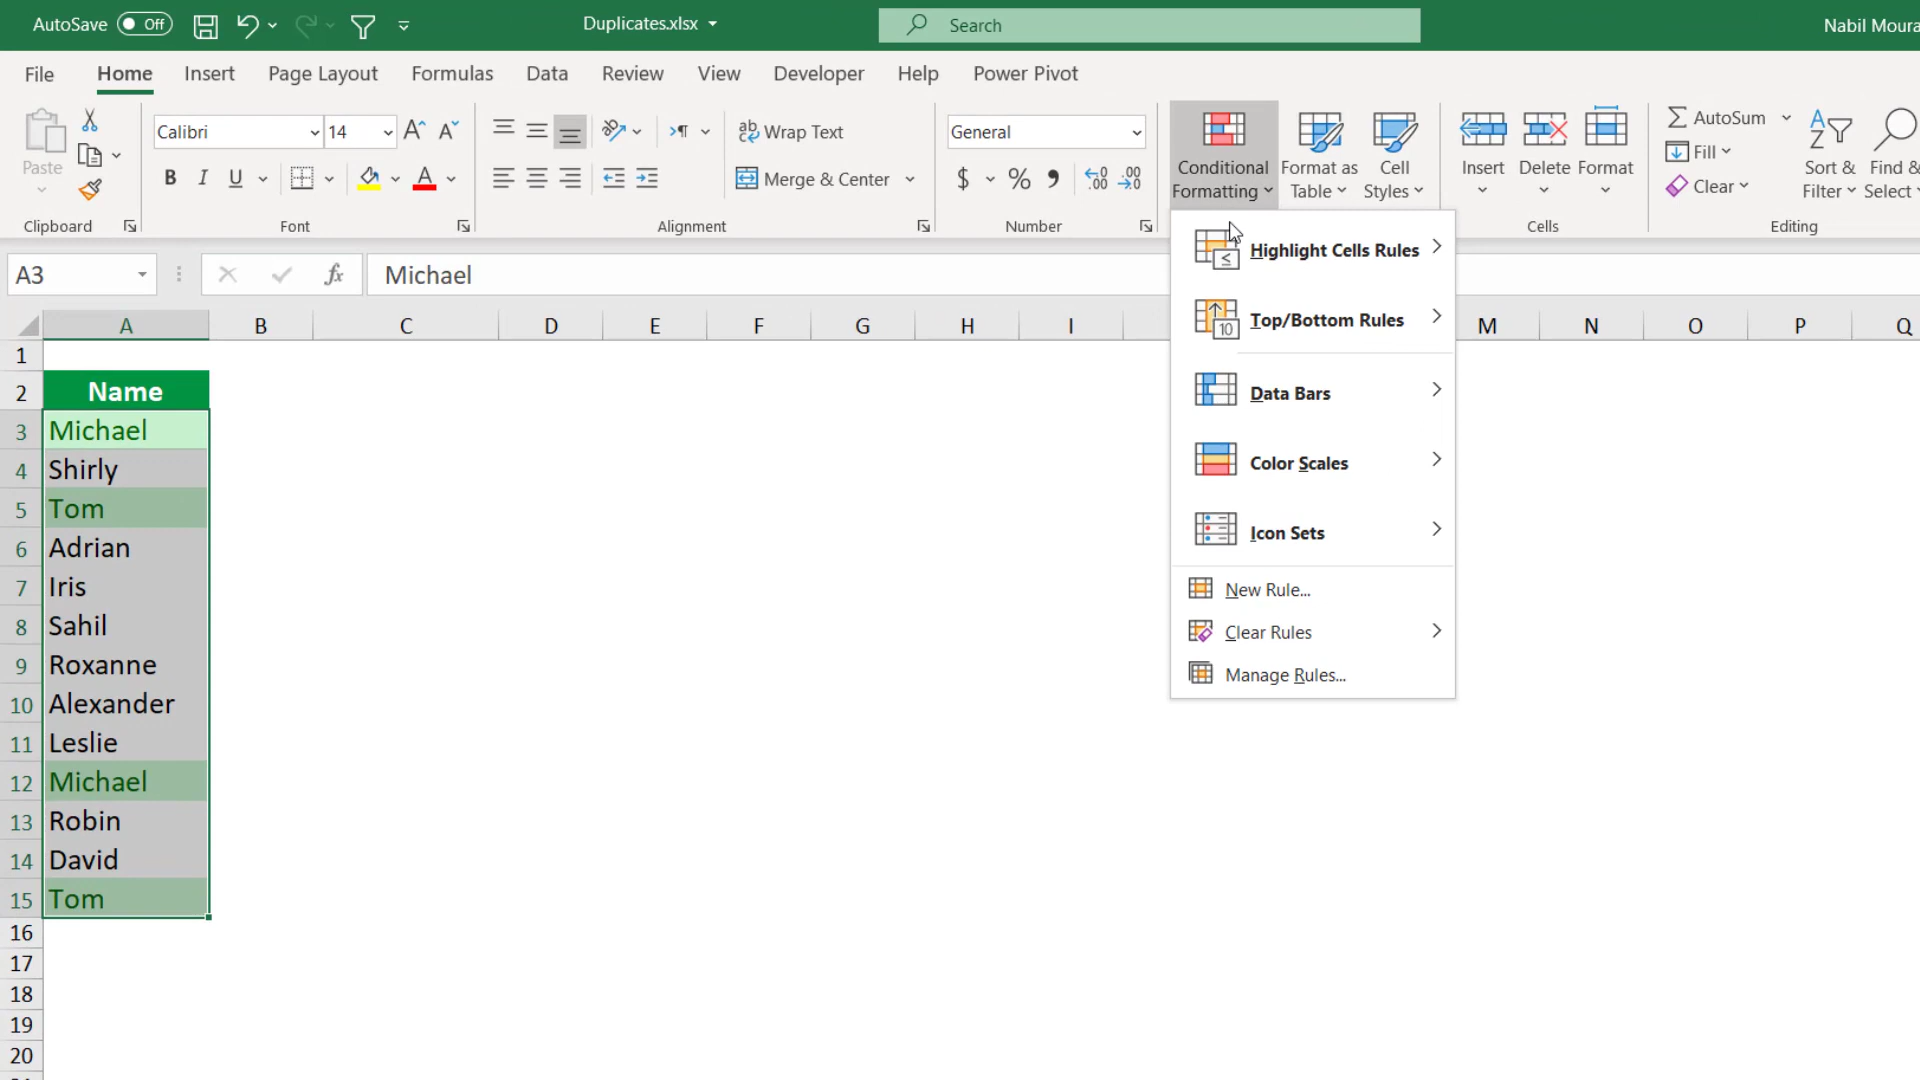 AutoSave Off Duplicates.xlsx Search Nabil Moura
File Home Insert Page Layout Formulas Data Review View Developer Help Power Pivot
Paste
Clipboard
Calibri 14
B I U A
Font
ab Wrap Text
Merge & Center
Alignment
General
$ % 9 .00 .00
Number
Conditional Formatting
Format as Table
Cell Styles
Insert Delete Format
Cells
AutoSum
Fill
Clear
Sort & Filter
Find & Select
Editing
A3 fx Michael
Highlight Cells Rules
Top/Bottom Rules
Data Bars
Color Scales
Icon Sets
New Rule...
Clear Rules
Manage Rules...
A B C D E F G H I M N O P Q
1
2 Name
3 Michael
4 Shirly
5 Tom
6 Adrian
7 Iris
8 Sahil
9 Roxanne
10 Alexander
11 Leslie
12 Michael
13 Robin
14 David
15 Tom
16
17
18
19
20